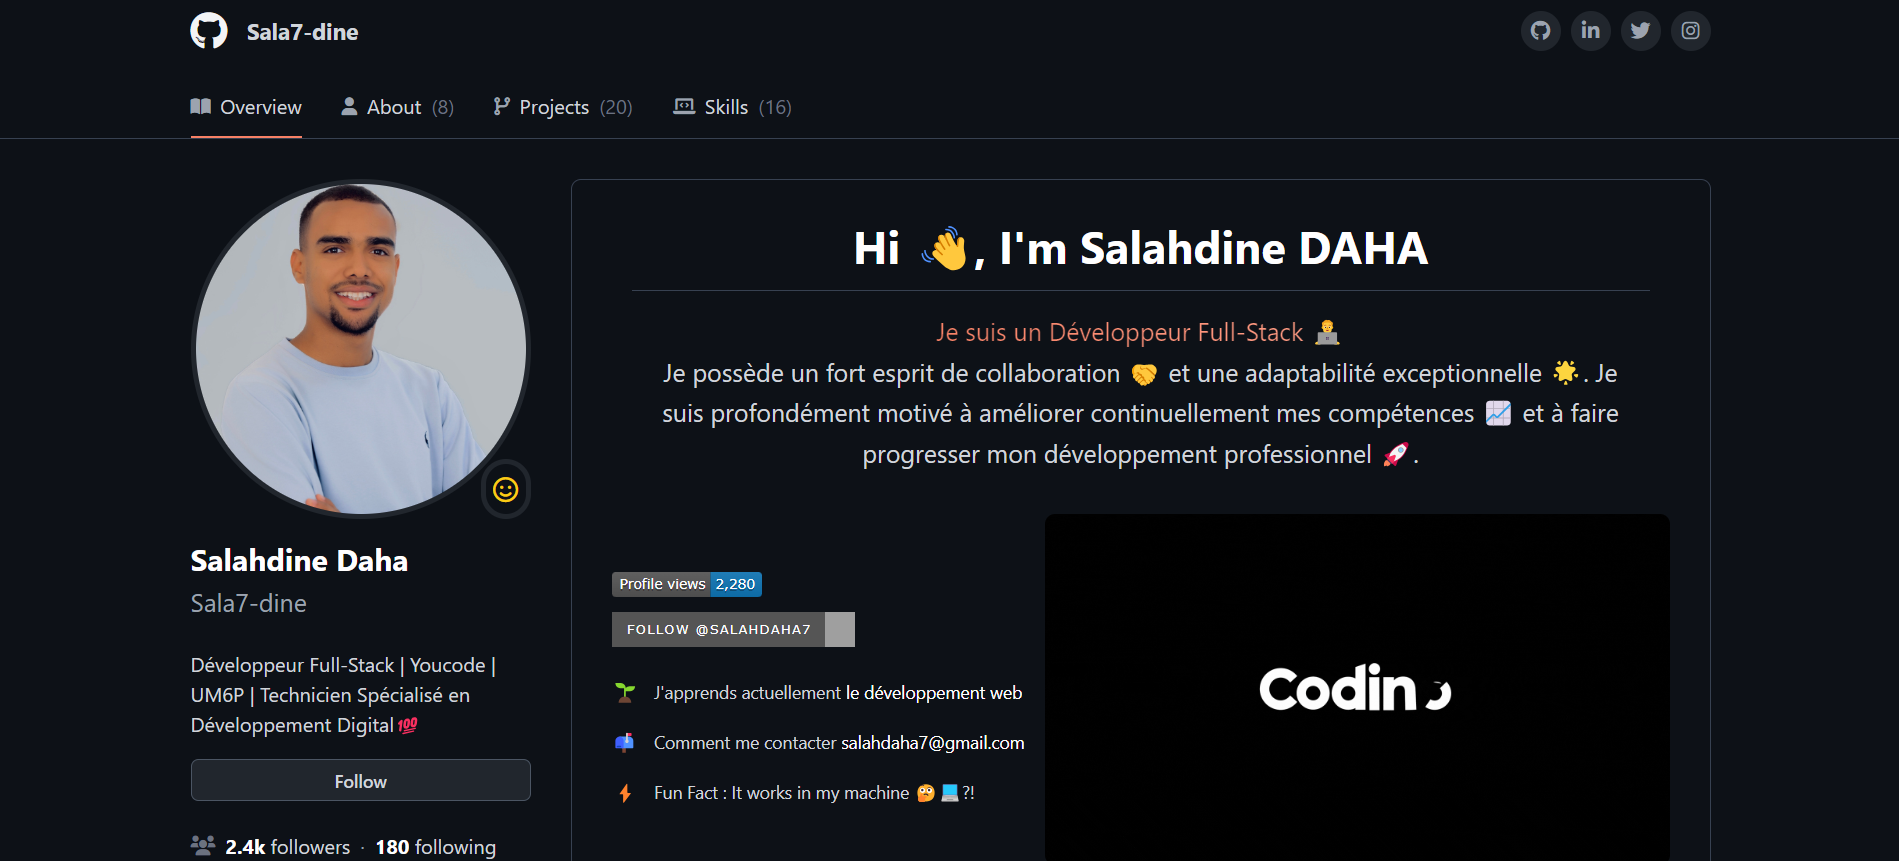 Sala7-dine
Overview
About (8)
Projects (20)
Skills (16)
Salahdine Daha
Sala7-dine
Développeur Full-Stack | Youcode |
UM6P | Technicien Spécialisé en
Développement Digital💯
Follow
2.4k followers · 180 following
Hi 👋, I'm Salahdine DAHA
Je suis un Développeur Full-Stack 👨‍💻
Je possède un fort esprit de collaboration 🤝 et une adaptabilité exceptionnelle 🌟. Je
suis profondément motivé à améliorer continuellement mes compétences 📈 et à faire
progresser mon développement professionnel 🚀.
Profile views 2,280
FOLLOW @SALAHDAHA7
🌱 J'apprends actuellement le développement web
📫 Comment me contacter salahdaha7@gmail.com
⚡ Fun Fact : It works in my machine 🤔💻?!
Codin